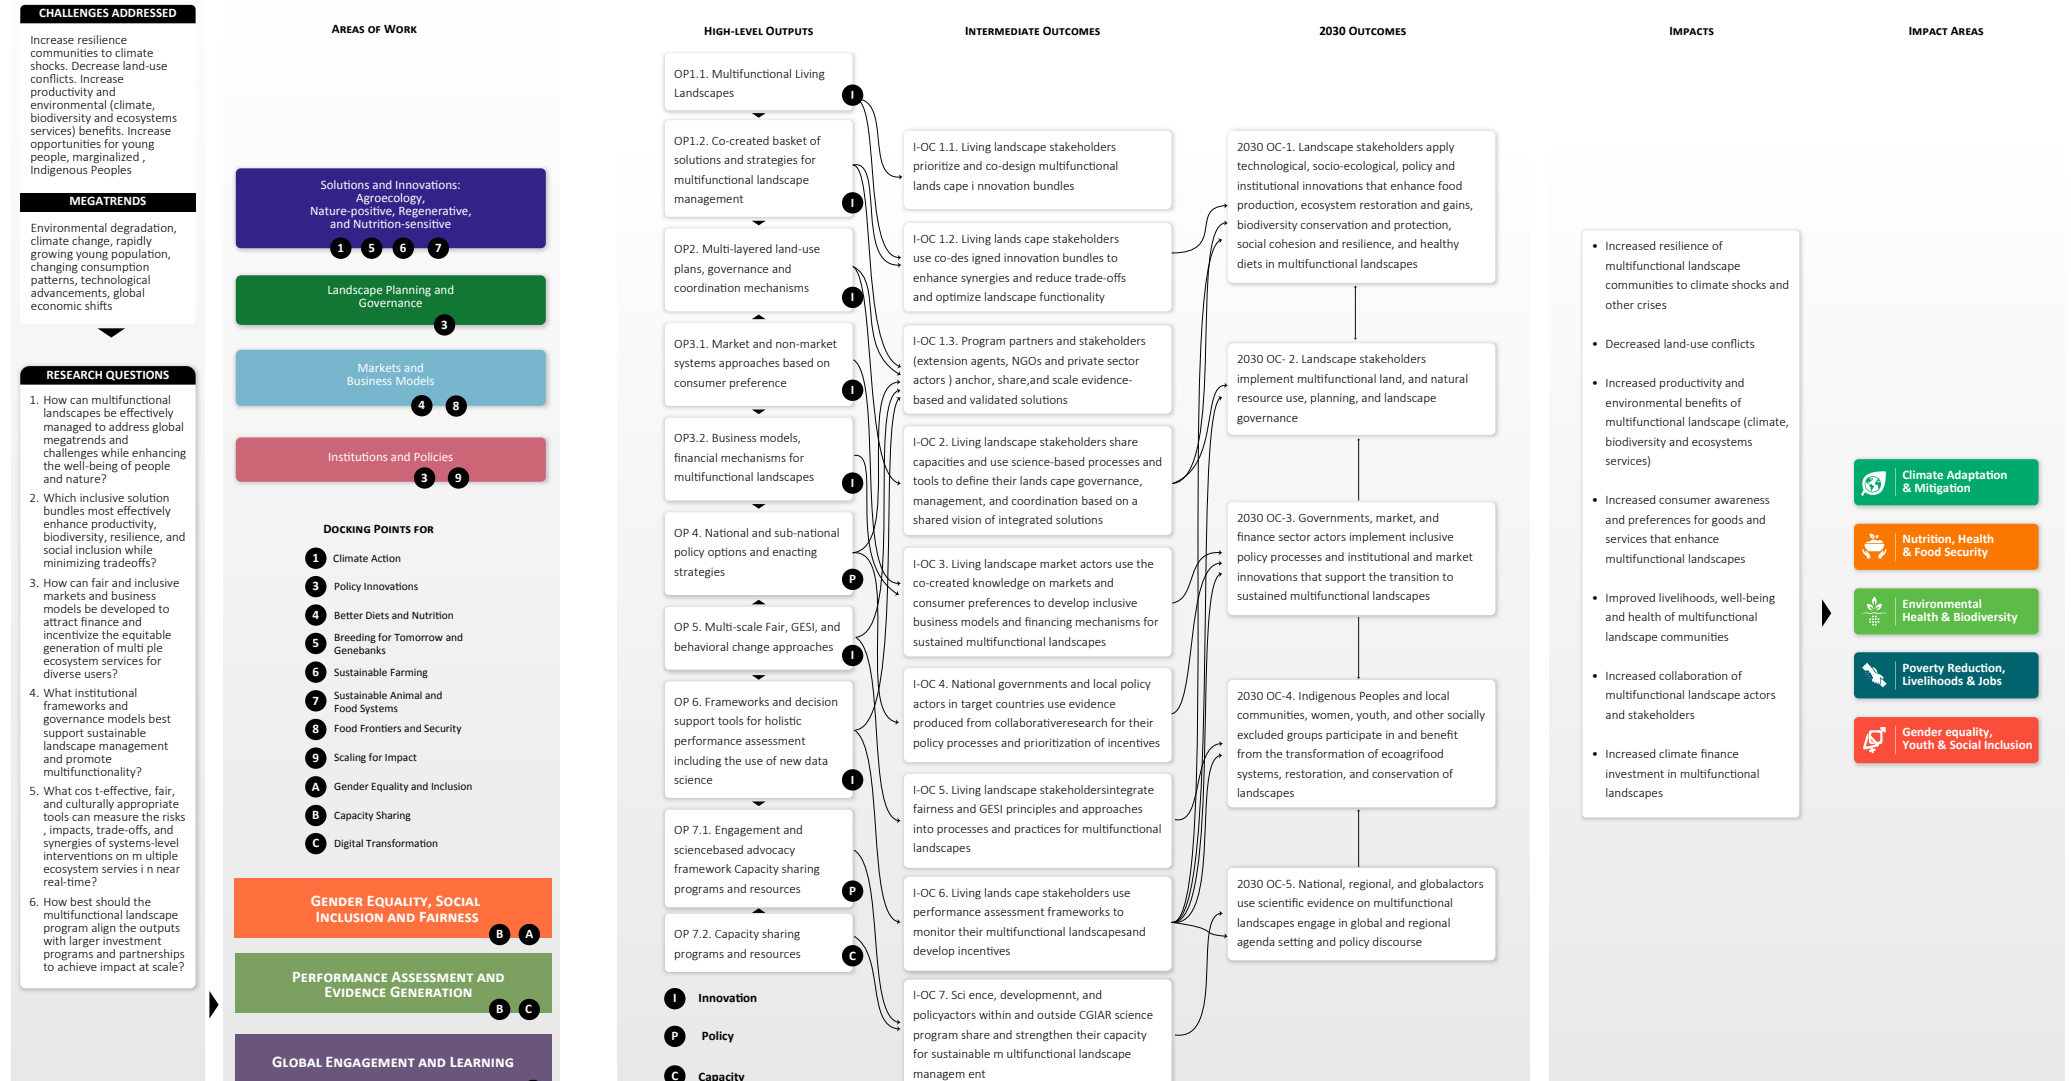 CHALLENGES ADDRESSED
Increase resilience
communities to climate
shocks. Decrease land-use
conflicts. Increase
productivity and
environmental (climate,
biodiversity and ecosystems
services) benefits. Increase
opportunities for young
people, marginalized ,
Indigenous Peoples
MEGATRENDS
Environmental degradation,
climate change, rapidly
growing young population,
changing consumption
patterns, technological
advancements, global
economic shifts
RESEARCH QUESTIONS
1. How can multifunctional
landscapes be effectively
managed to address global
megatrends and
challenges while enhancing
the well-being of people
and nature?
2. Which inclusive solution
bundles most effectively
enhance productivity,
biodiversity, resilience, and
social inclusion while
minimizing tradeoffs?
3. How can fair and inclusive
markets and business
models be developed to
attract finance and
incentivize the equitable
generation of multi ple
ecosystem services for
diverse users?
4. What institutional
frameworks and
governance models best
support sustainable
landscape management
and promote
multifunctionality?
5. What cos t-effective, fair,
and culturally appropriate
tools can measure the risks
, impacts, trade-offs, and
synergies of systems-level
interventions on m ultiple
ecosystem servies i n near
real-time?
6. How best should the
multifunctional landscape
program align the outputs
with larger investment
programs and partnerships
to achieve impact at scale?
AREAS OF WORK
Solutions and Innovations:
Agroecology,
Nature-positive, Regenerative,
and Nutrition-sensitive
1 5 6 7
Landscape Planning and
Governance
3
Markets and
Business Models
4 8
Institutions and Policies
3 9
DOCKING POINTS FOR
1 Climate Action
3 Policy Innovations
4 Better Diets and Nutrition
5 Breeding for Tomorrow and
Genebanks
6 Sustainable Farming
7 Sustainable Animal and
Food Systems
8 Food Frontiers and Security
9 Scaling for Impact
A Gender Equality and Inclusion
B Capacity Sharing
C Digital Transformation
GENDER EQUALITY, SOCIAL
INCLUSION AND FAIRNESS
B A
PERFORMANCE ASSESSMENT AND
EVIDENCE GENERATION
B C
GLOBAL ENGAGEMENT AND LEARNING
HIGH-LEVEL OUTPUTS
OP1.1. Multifunctional Living
Landscapes
I
OP1.2. Co-created basket of
solutions and strategies for
multifunctional landscape
management
I
OP2. Multi-layered land-use
plans, governance and
coordination mechanisms
I
OP3.1. Market and non-market
systems approaches based on
consumer preference
I
OP3.2. Business models,
financial mechanisms for
multifunctional landscapes
I
OP 4. National and sub-national
policy options and enacting
strategies
P
OP 5. Multi-scale Fair, GESI, and
behavioral change approaches
I
OP 6. Frameworks and decision
support tools for holistic
performance assessment
including the use of new data
science
I
OP 7.1. Engagement and
sciencebased advocacy
framework Capacity sharing
programs and resources
P
OP 7.2. Capacity sharing
programs and resources
C
I Innovation
P Policy
C Capacity
INTERMEDIATE OUTCOMES
I-OC 1.1. Living landscape stakeholders
prioritize and co-design multifunctional
lands cape i nnovation bundles
I-OC 1.2. Living lands cape stakeholders
use co-des igned innovation bundles to
enhance synergies and reduce trade-offs
and optimize landscape functionality
I-OC 1.3. Program partners and stakeholders
(extension agents, NGOs and private sector
actors ) anchor, share,and scale evidence-
based and validated solutions
I-OC 2. Living landscape stakeholders share
capacities and use science-based processes and
tools to define their lands cape governance,
management, and coordination based on a
shared vision of integrated solutions
I-OC 3. Living landscape market actors use the
co-created knowledge on markets and
consumer preferences to develop inclusive
business models and financing mechanisms for
sustained multifunctional landscapes
I-OC 4. National governments and local policy
actors in target countries use evidence
produced from collaborativeresearch for their
policy processes and prioritization of incentives
I-OC 5. Living landscape stakeholdersintegrate
fairness and GESI principles and approaches
into processes and practices for multifunctional
landscapes
I-OC 6. Living lands cape stakeholders use
performance assessment frameworks to
monitor their multifunctional landscapesand
develop incentives
I-OC 7. Sci ence, developmennt, and
policyactors within and outside CGIAR science
program share and strengthen their capacity
for sustainable m ultifunctional landscape
managem ent
2030 OUTCOMES
2030 OC-1. Landscape stakeholders apply
technological, socio-ecological, policy and
institutional innovations that enhance food
production, ecosystem restoration and gains,
biodiversity conservation and protection,
social cohesion and resilience, and healthy
diets in multifunctional landscapes
2030 OC- 2. Landscape stakeholders
implement multifunctional land, and natural
resource use, planning, and landscape
governance
2030 OC-3. Governments, market, and
finance sector actors implement inclusive
policy processes and institutional and market
innovations that support the transition to
sustained multifunctional landscapes
2030 OC-4. Indigenous Peoples and local
communities, women, youth, and other socially
excluded groups participate in and benefit
from the transformation of ecoagrifood
systems, restoration, and conservation of
landscapes
2030 OC-5. National, regional, and globalactors
use scientific evidence on multifunctional
landscapes engage in global and regional
agenda setting and policy discourse
IMPACTS
• Increased resilience of
multifunctional landscape
communities to climate shocks and
other crises
• Decreased land-use conflicts
• Increased productivity and
environmental benefits of
multifunctional landscape (climate,
biodiversity and ecosystems
services)
• Increased consumer awareness
and preferences for goods and
services that enhance
multifunctional landscapes
• Improved livelihoods, well-being
and health of multifunctional
landscape communities
• Increased collaboration of
multifunctional landscape actors
and stakeholders
• Increased climate finance
investment in multifunctional
landscapes
IMPACT AREAS
Climate Adaptation
& Mitigation
Nutrition, Health
& Food Security
Environmental
Health & Biodiversity
Poverty Reduction,
Livelihoods & Jobs
Gender equality,
Youth & Social Inclusion